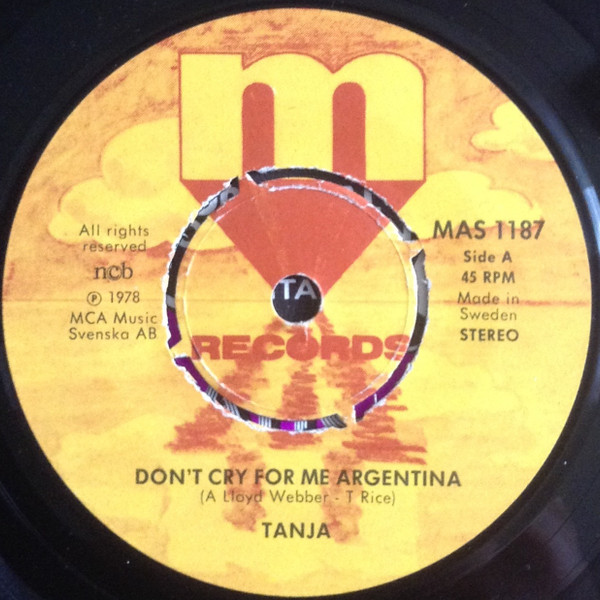 m
All rights
reserved
ncb
℗ 1978
MCA Music
Svenska AB
MAS 1187
Side A
45 RPM
Made in
Sweden
STEREO
TA
RECORDS
DON'T CRY FOR ME ARGENTINA
(A Lloyd Webber - T Rice)
TANJA